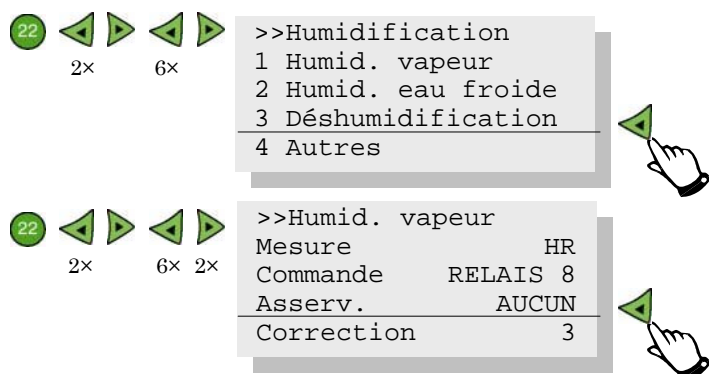 22
2× 6×
>>Humidification
1 Humid. vapeur
2 Humid. eau froide
3 Déshumidification
4 Autres
22
2× 6× 2×
>>Humid. vapeur
Mesure HR
Commande RELAIS 8
Asserv. AUCUN
Correction 3